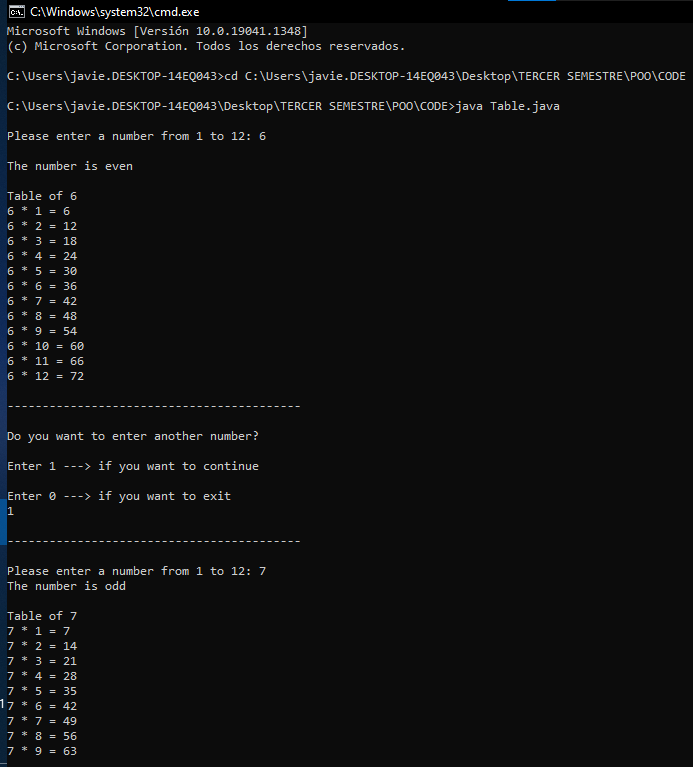 C:\Windows\system32\cmd.exe
Microsoft Windows [Versión 10.0.19041.1348]
(c) Microsoft Corporation. Todos los derechos reservados.
C:\Users\javie.DESKTOP-14EQ043>cd C:\Users\javie.DESKTOP-14EQ043\Desktop\TERCER SEMESTRE\POO\CODE
C:\Users\javie.DESKTOP-14EQ043\Desktop\TERCER SEMESTRE\POO\CODE>java Table.java
Please enter a number from 1 to 12: 6
The number is even
Table of 6
6 * 1 = 6
6 * 2 = 12
6 * 3 = 18
6 * 4 = 24
6 * 5 = 30
6 * 6 = 36
6 * 7 = 42
6 * 8 = 48
6 * 9 = 54
6 * 10 = 60
6 * 11 = 66
6 * 12 = 72
------------------------------------------
Do you want to enter another number?
Enter 1 ---> if you want to continue
Enter 0 ---> if you want to exit
1
------------------------------------------
Please enter a number from 1 to 12: 7
The number is odd
Table of 7
7 * 1 = 7
7 * 2 = 14
7 * 3 = 21
7 * 4 = 28
7 * 5 = 35
7 * 6 = 42
7 * 7 = 49
7 * 8 = 56
7 * 9 = 63